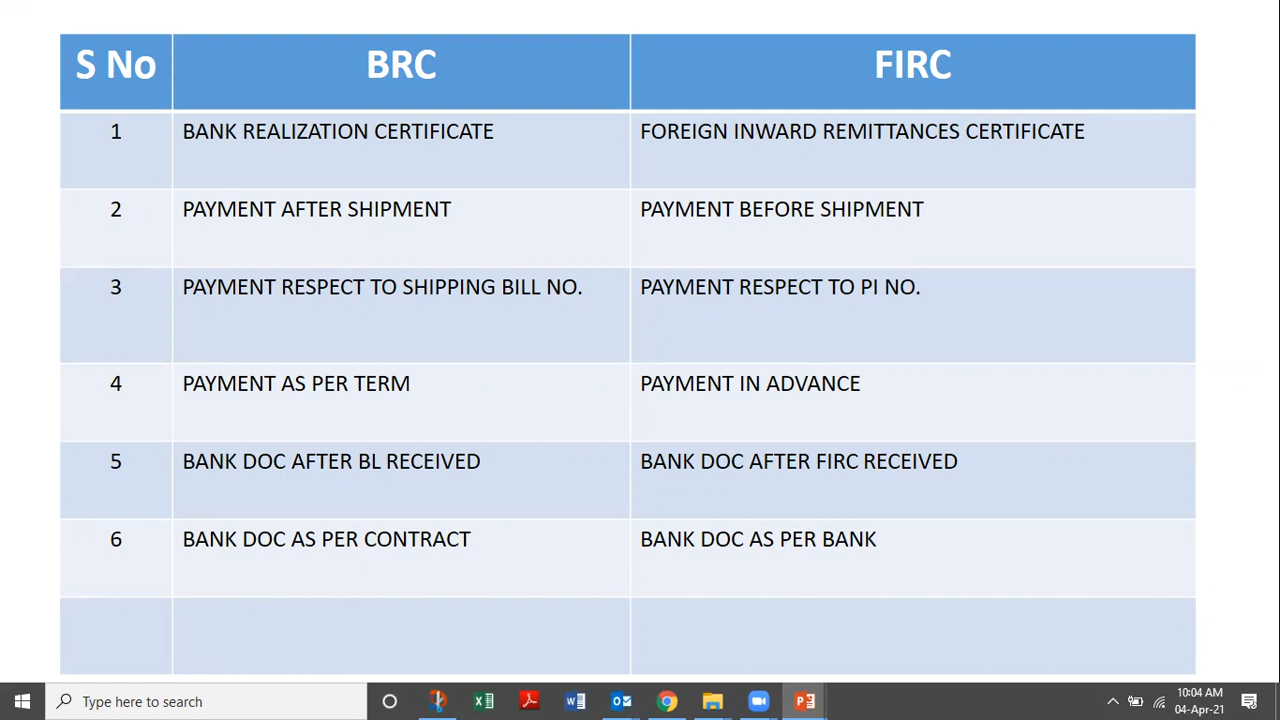 S No BRC FIRC
1 BANK REALIZATION CERTIFICATE FOREIGN INWARD REMITTANCES CERTIFICATE
2 PAYMENT AFTER SHIPMENT PAYMENT BEFORE SHIPMENT
3 PAYMENT RESPECT TO SHIPPING BILL NO. PAYMENT RESPECT TO PI NO.
4 PAYMENT AS PER TERM PAYMENT IN ADVANCE
5 BANK DOC AFTER BL RECEIVED BANK DOC AFTER FIRC RECEIVED
6 BANK DOC AS PER CONTRACT BANK DOC AS PER BANK
Type here to search
10:04 AM
04-Apr-21